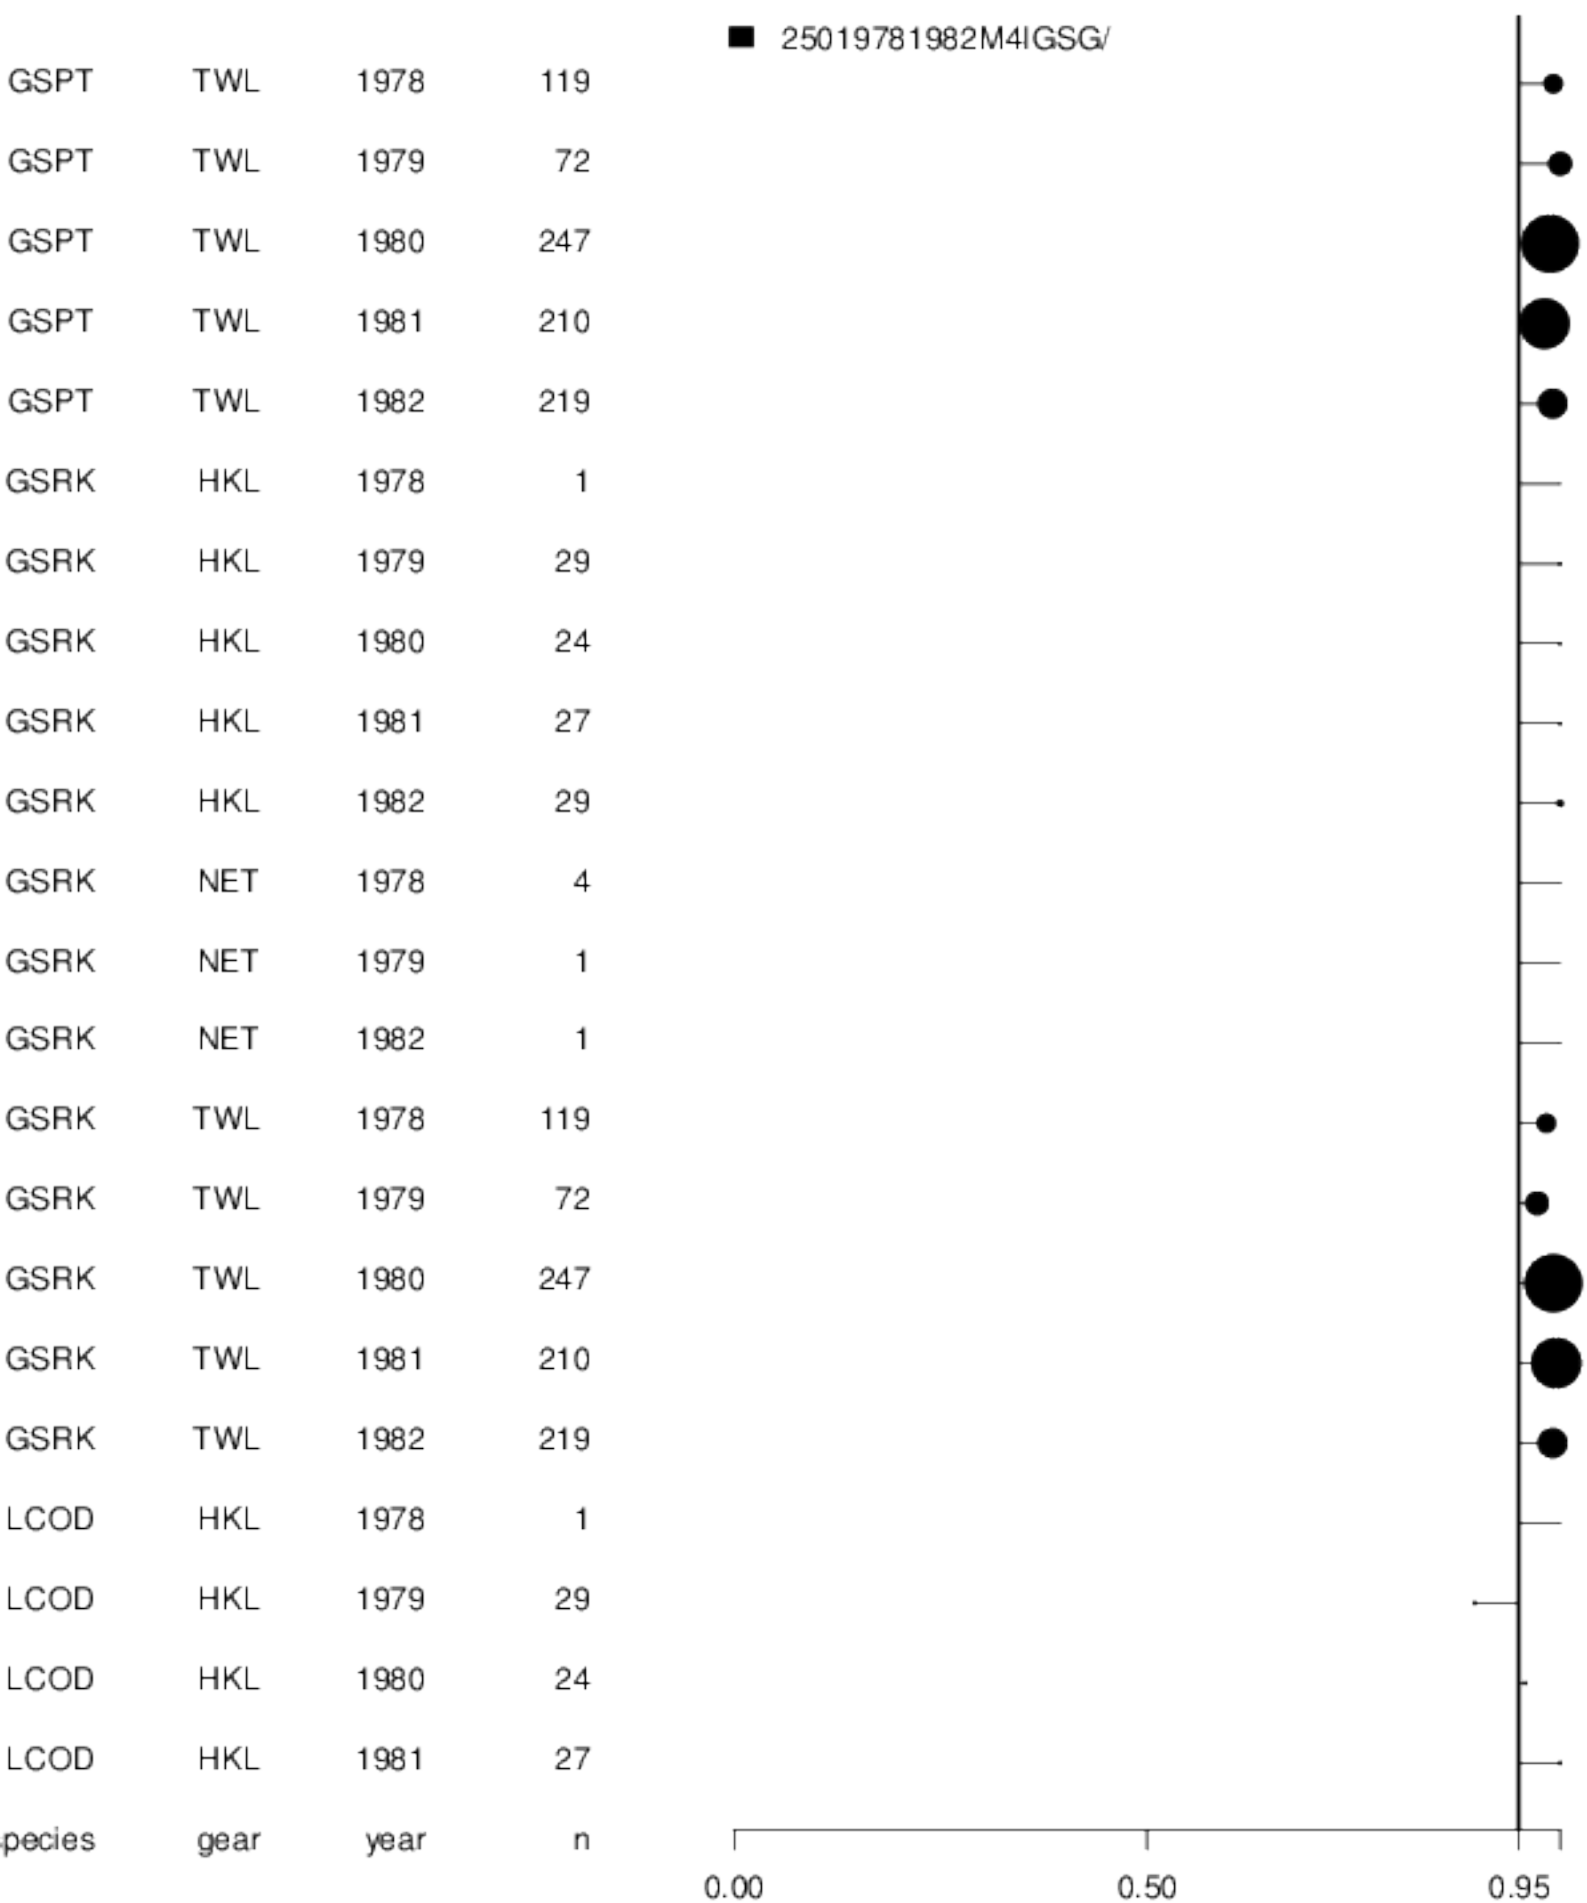 25019781982M4IGSG/
GSPT TWL 1978 119
GSPT TWL 1979 72
GSPT TWL 1980 247
GSPT TWL 1981 210
GSPT TWL 1982 219
GSRK HKL 1978 1
GSRK HKL 1979 29
GSRK HKL 1980 24
GSRK HKL 1981 27
GSRK HKL 1982 29
GSRK NET 1978 4
GSRK NET 1979 1
GSRK NET 1982 1
GSRK TWL 1978 119
GSRK TWL 1979 72
GSRK TWL 1980 247
GSRK TWL 1981 210
GSRK TWL 1982 219
LCOD HKL 1978 1
LCOD HKL 1979 29
LCOD HKL 1980 24
LCOD HKL 1981 27
pecies gear year n
0.00 0.50 0.95